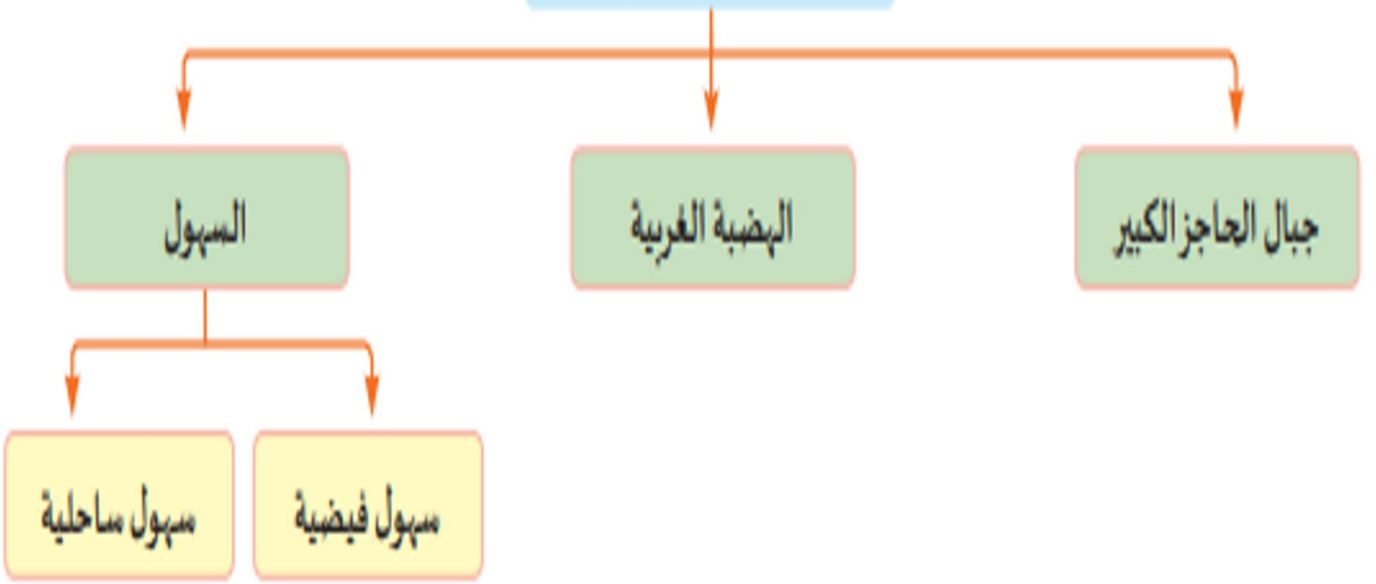 جبال الحاجز الكبير
الهضبة الغربية
السهول
سهول فيضية
سهول ساحلية